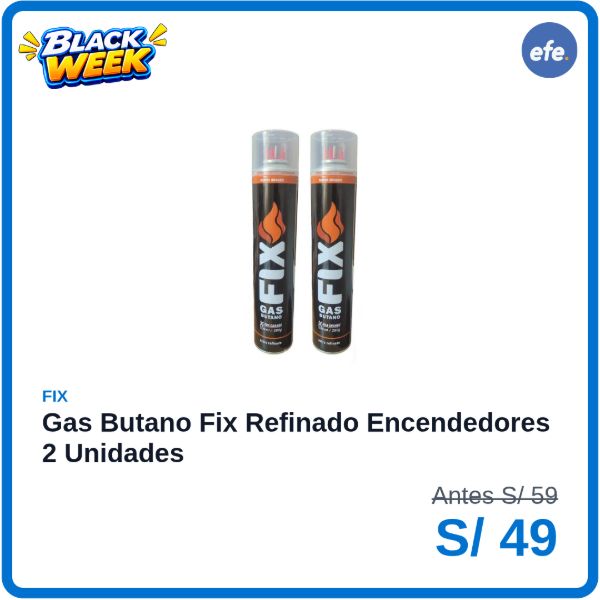 BLACK
WEEK
efe.
FIX
GAS
BUTANO
FIX
GAS
BUTANO
FIX
Gas Butano Fix Refinado Encendedores
2 Unidades
Antes S/ 59
S/ 49